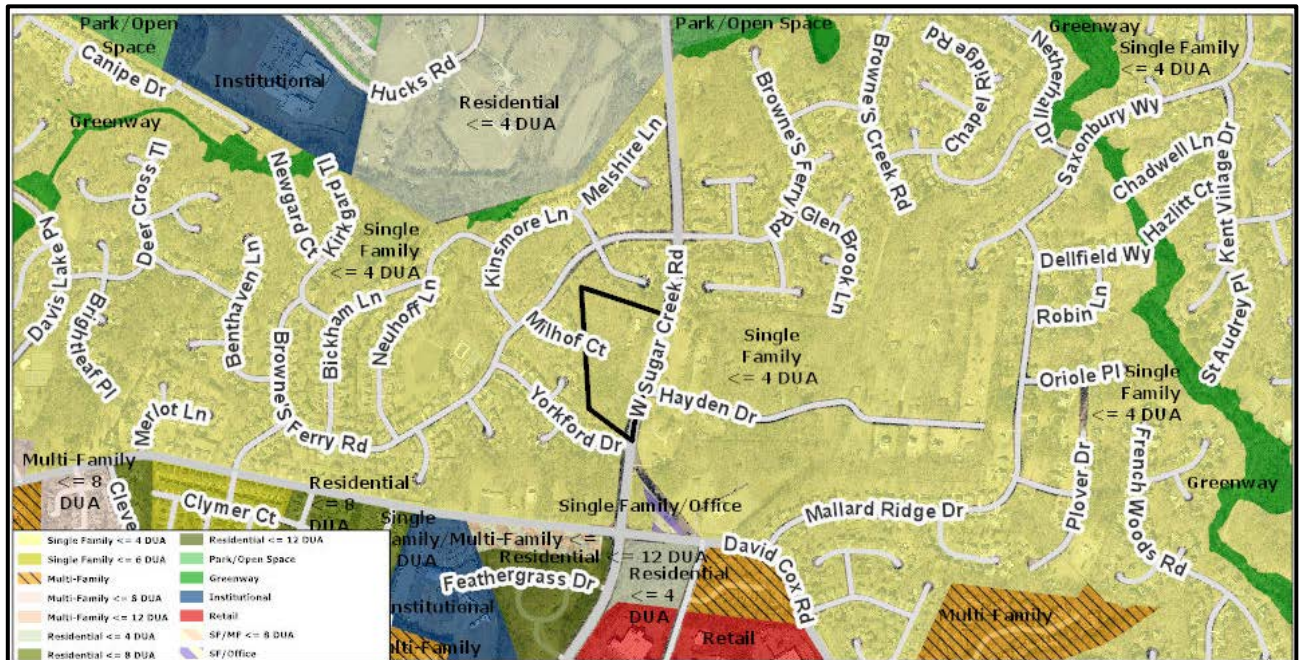 Park/Open
Space
Canipe Dr
Institutional
Hucks Rd
Residential
<= 4 DUA
Park/Open Space
Browne'S Creek Rd
Chapel Ridge Rd
Netherhall Dr
Greenway
Single Family
<= 4 DUA
Greenway
Deer Cross Tl
Newgard Ct
Kirkgard Tl
Single
Family
<= 4 DUA
Kinsmore Ln
Melshire Ln
Browne'S Ferry Rd
Glen Brook Ln
Saxonbury Wy
Chadwell Ln
Hazlitt Ct
Kent Village Dr
Dellfield Wy
Robin Ln
St Audrey Pl
Davis Lake Pw
Brightleaf Pl
Benthaven Ln
Browne'S Ferry Rd
Bickham Ln
Neuhoff Ln
Milhof Ct
W Sugar Creek Rd
Single
Family
<= 4 DUA
Hayden Dr
Yorkford Dr
Oriole Pl
Single
Family
<= 4 DUA
Plover Dr
French Woods Rd
Greenway
Merlot Ln
Multi-Family
<= 8
DUA
Cleve
Clymer Ct
Residential
<= 8
DUA
Single Family/Office
Mallard Ridge Dr
Single
Family/Multi-Family <=
DUA
Residential <= 12 DUA
Feathergrass Dr
Residential
<= 4
DUA
David Cox Rd
Institutional
Multi-Family
Retail
Multi-Family
Single Family <= 4 DUA
Single Family <= 6 DUA
Multi-Family
Multi-Family <= 8 DUA
Multi-Family <= 12 DUA
Residential <= 4 DUA
Residential <= 8 DUA
Residential <= 12 DUA
Park/Open Space
Greenway
Institutional
Retail
SF/MF <= 8 DUA
SF/Office